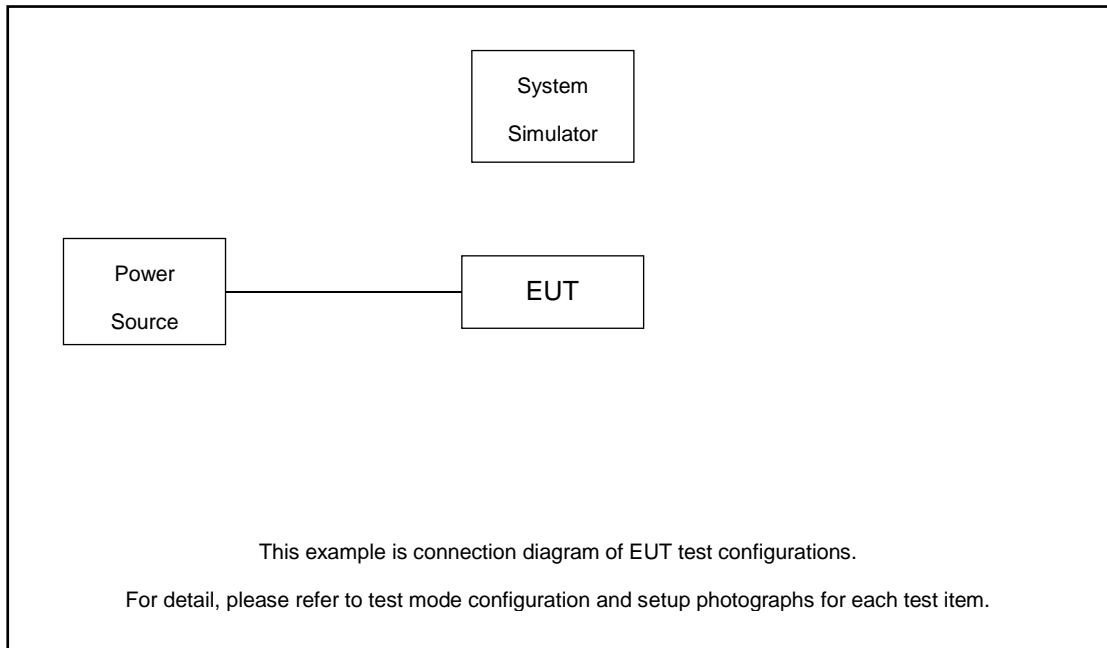 System
Simulator
Power
Source
EUT
This example is connection diagram of EUT test configurations.
For detail, please refer to test mode configuration and setup photographs for each test item.